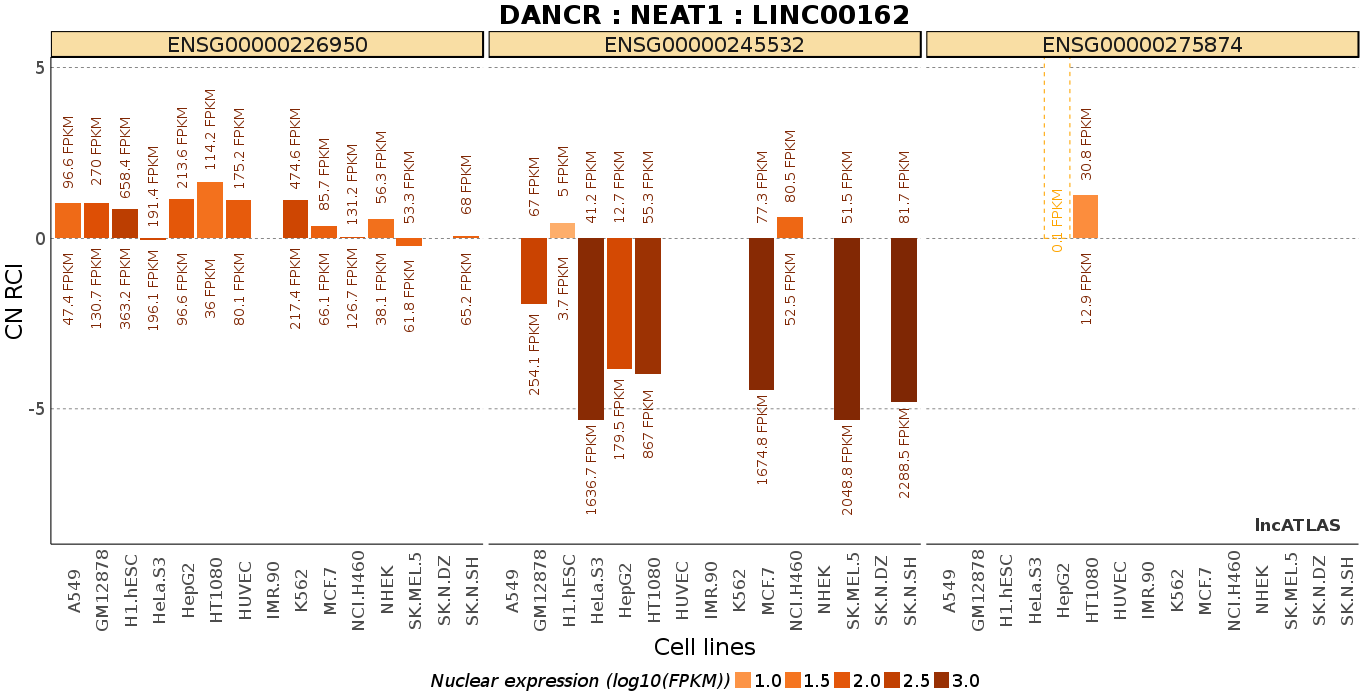 DANCR : NEAT1 : LINC00162
ENSG00000226950
ENSG00000245532
ENSG00000275874
CN RCI
5
0
-5
96.6 FPKM
270 FPKM
658.4 FPKM
191.4 FPKM
213.6 FPKM
114.2 FPKM
175.2 FPKM
474.6 FPKM
85.7 FPKM
131.2 FPKM
56.3 FPKM
53.3 FPKM
68 FPKM
47.4 FPKM
130.7 FPKM
363.2 FPKM
196.1 FPKM
96.6 FPKM
36 FPKM
80.1 FPKM
217.4 FPKM
66.1 FPKM
126.7 FPKM
38.1 FPKM
61.8 FPKM
65.2 FPKM
67 FPKM
5 FPKM
41.2 FPKM
12.7 FPKM
55.3 FPKM
77.3 FPKM
80.5 FPKM
51.5 FPKM
81.7 FPKM
254.1 FPKM
3.7 FPKM
1636.7 FPKM
179.5 FPKM
867 FPKM
1674.8 FPKM
52.5 FPKM
2048.8 FPKM
2288.5 FPKM
0.1 FPKM
30.8 FPKM
12.9 FPKM
lncATLAS
A549
GM12878
H1.hESC
HeLa.S3
HepG2
HT1080
HUVEC
IMR.90
K562
MCF.7
NCI.H460
NHEK
SK.MEL.5
SK.N.DZ
SK.N.SH
A549
GM12878
H1.hESC
HeLa.S3
HepG2
HT1080
HUVEC
IMR.90
K562
MCF.7
NCI.H460
NHEK
SK.MEL.5
SK.N.DZ
SK.N.SH
A549
GM12878
H1.hESC
HeLa.S3
HepG2
HT1080
HUVEC
IMR.90
K562
MCF.7
NCI.H460
NHEK
SK.MEL.5
SK.N.DZ
SK.N.SH
Cell lines
Nuclear expression (log10(FPKM)) 1.0 1.5 2.0 2.5 3.0